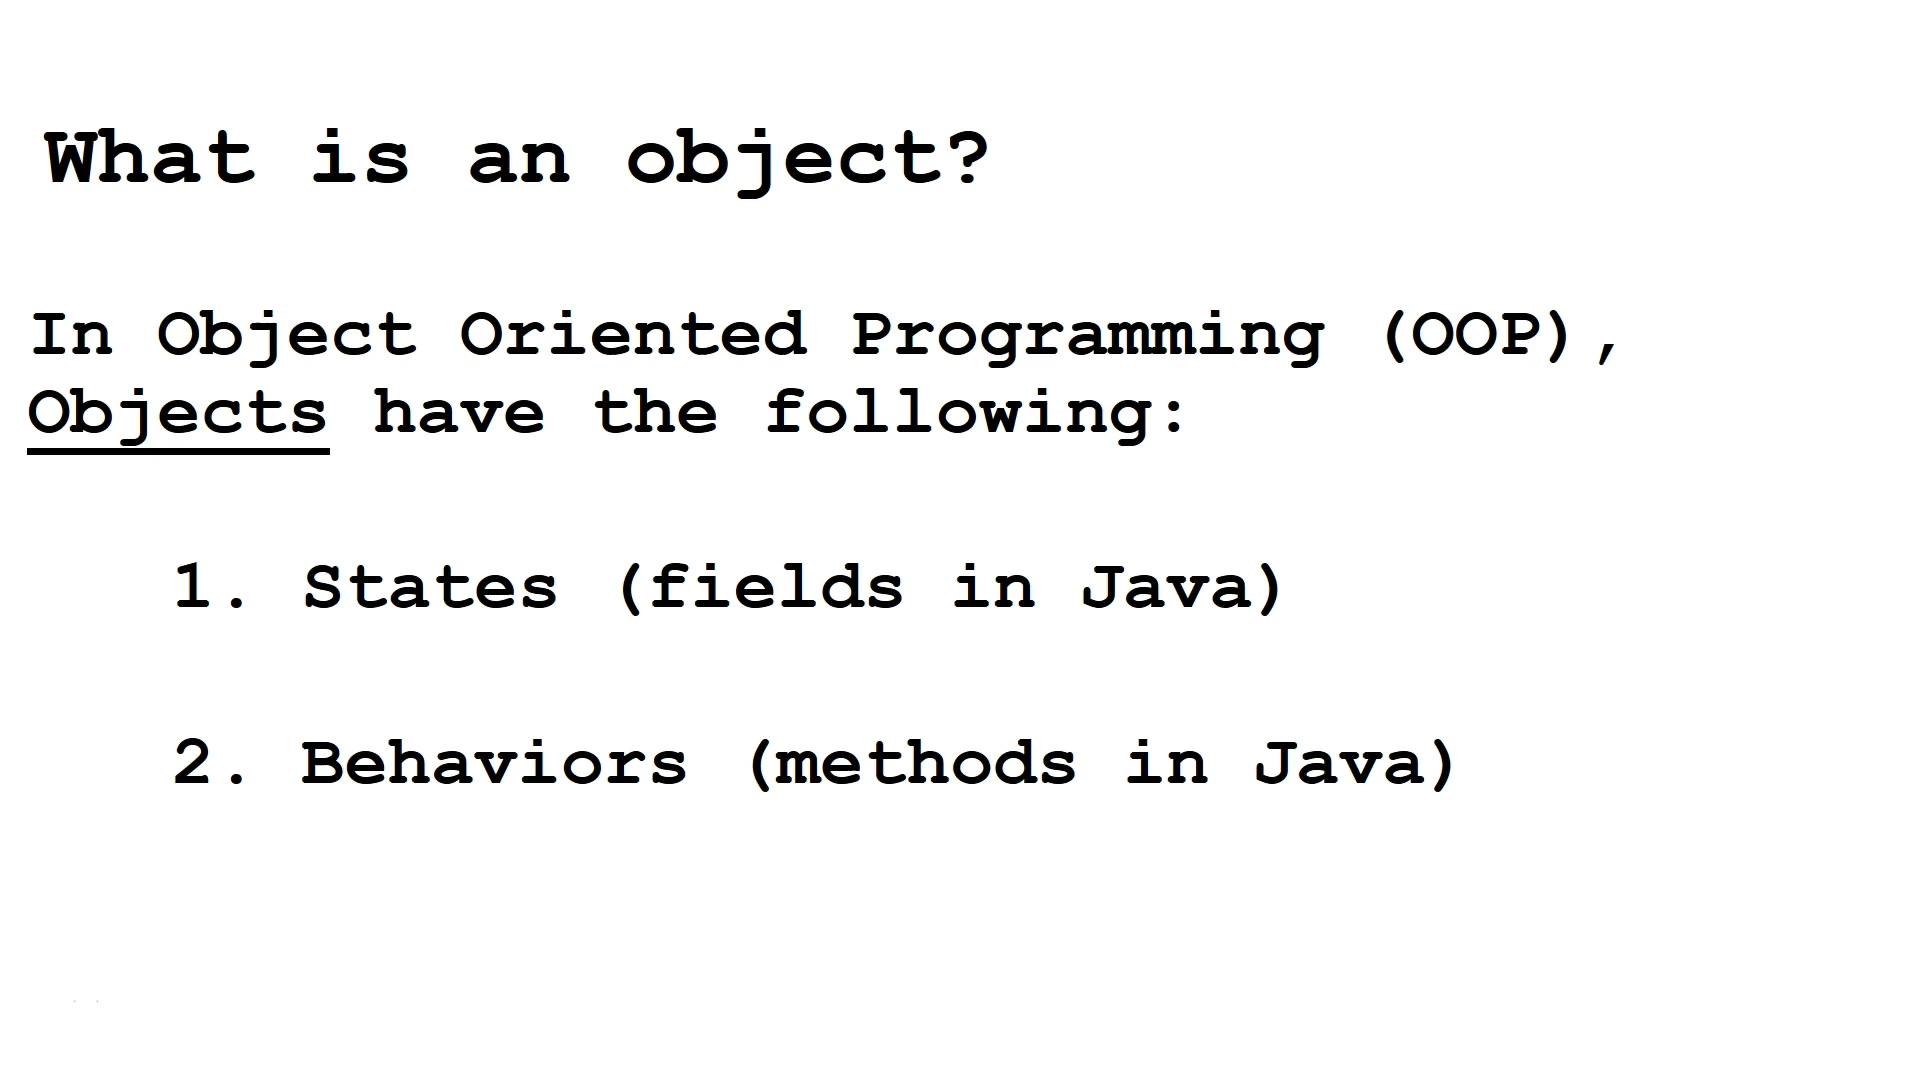 What is an object?
In Object Oriented Programming (OOP),
Objects have the following:
1. States (fields in Java)
2. Behaviors (methods in Java)